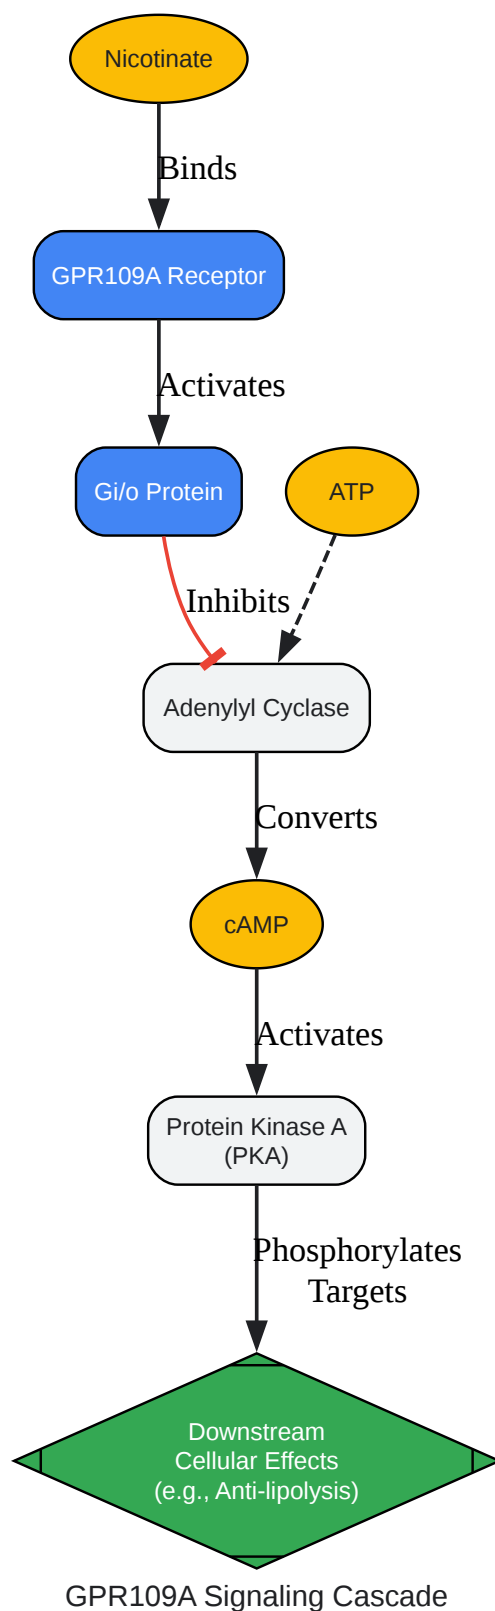 Nicotinate
Binds
GPR109A Receptor
Activates
Gi/o Protein
ATP
Inhibits
Adenylyl Cyclase
Converts
cAMP
Activates
Protein Kinase A
(PKA)
Phosphorylates
Targets
Downstream
Cellular Effects
(e.g., Anti-lipolysis)
GPR109A Signaling Cascade